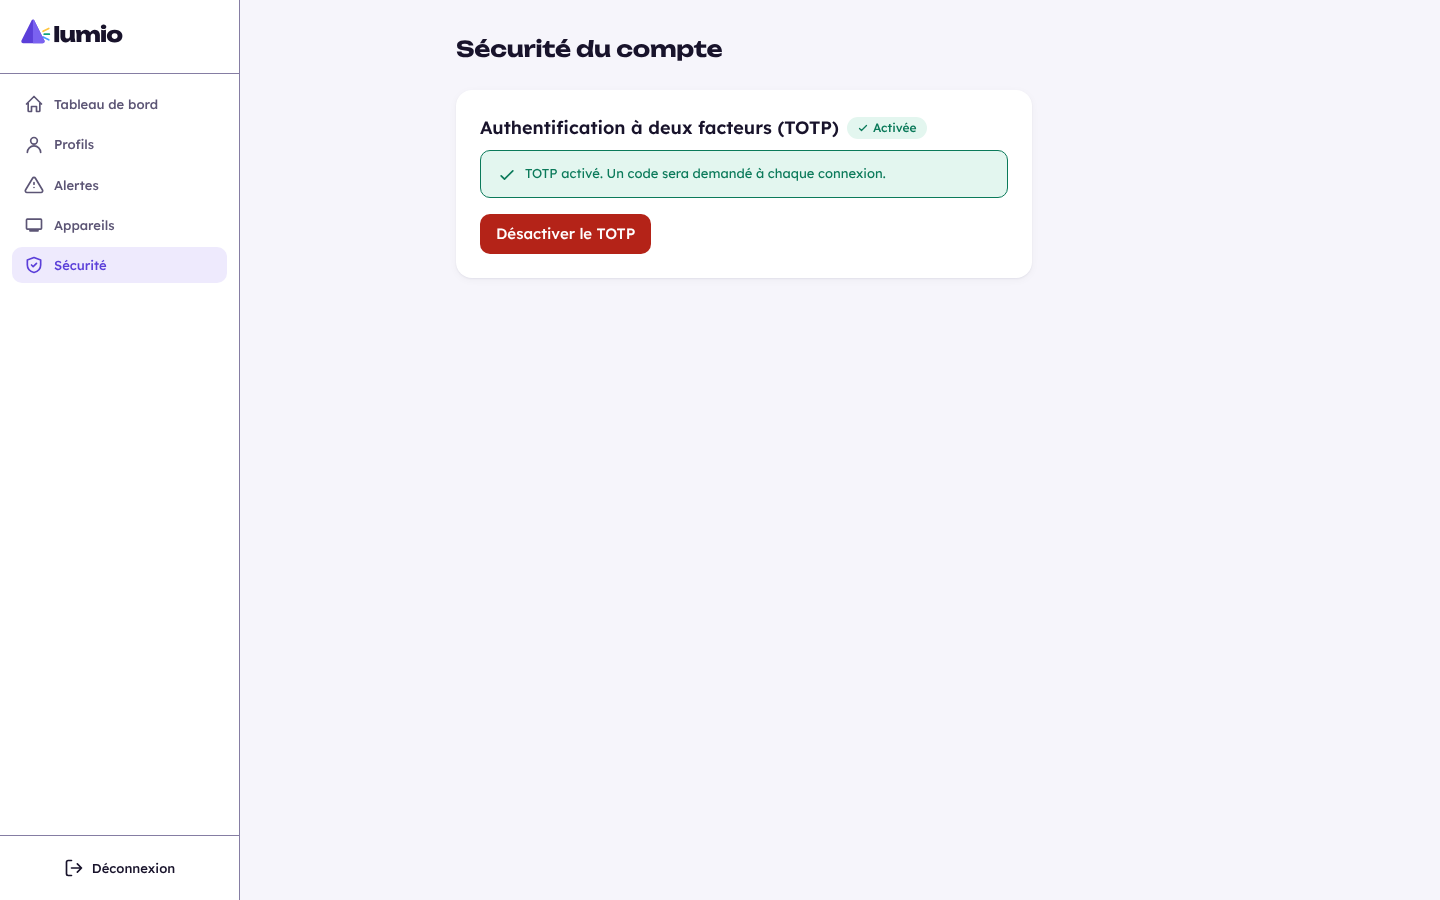 lumio
Tableau de bord
Profils
Alertes
Appareils
Sécurité
Déconnexion
Sécurité du compte
Authentification à deux facteurs (TOTP) Activée
TOTP activé. Un code sera demandé à chaque connexion.
Désactiver le TOTP